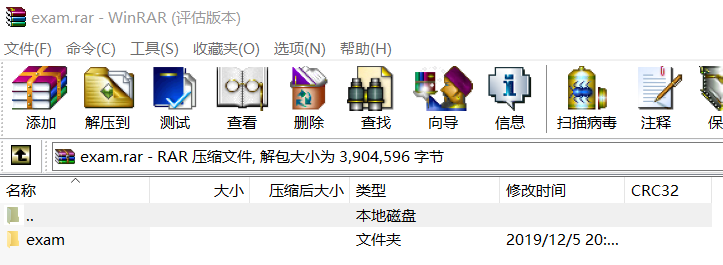 exam.rar - WinRAR (评估版本)
文件(F) 命令(C) 工具(S) 收藏夹(O) 选项(N) 帮助(H)
添加 解压到 测试 查看 删除 查找 向导 信息 扫描病毒 注释 保
exam.rar - RAR 压缩文件, 解包大小为 3,904,596 字节
名称 大小 压缩后大小 类型 修改时间 CRC32
.. 本地磁盘
exam 文件夹 2019/12/5 20:...